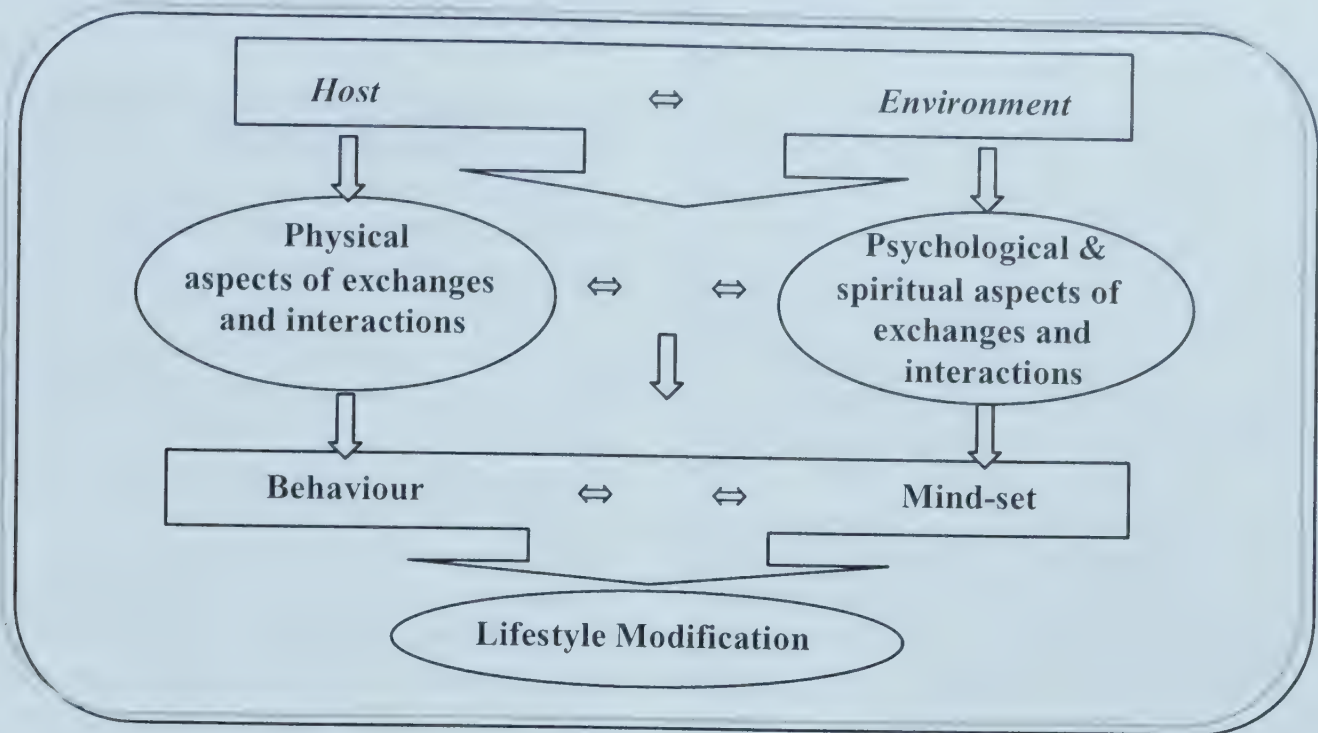 Host ⇔ Environment
Physical
aspects of exchanges
and interactions
⇔ ⇔
Psychological &
spiritual aspects of
exchanges and
interactions
Behaviour ⇔ ⇔ Mind-set
Lifestyle Modification